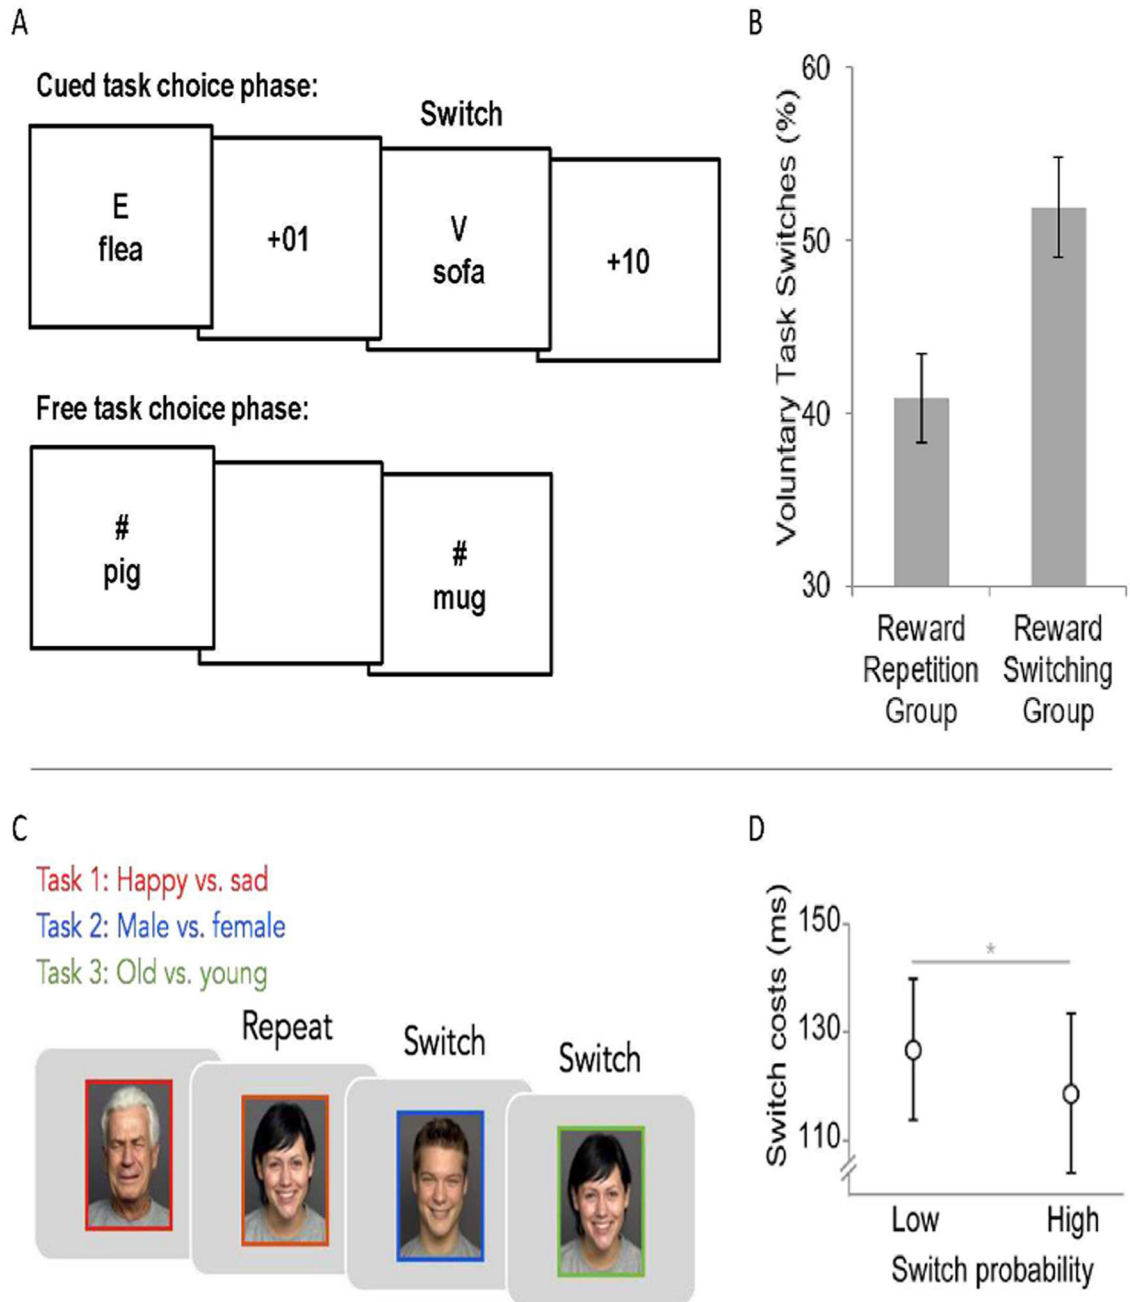 A
Cued task choice phase:
Switch
E
flea
+01
V
sofa
+10
Free task choice phase:
#
pig
#
mug
B
Voluntary Task Switches (%)
60
50
40
30
Reward
Repetition
Group
Reward
Switching
Group
C
Task 1: Happy vs. sad
Task 2: Male vs. female
Task 3: Old vs. young
Repeat
Switch
Switch
D
Switch costs (ms)
150
130
110
*
Low
High
Switch probability